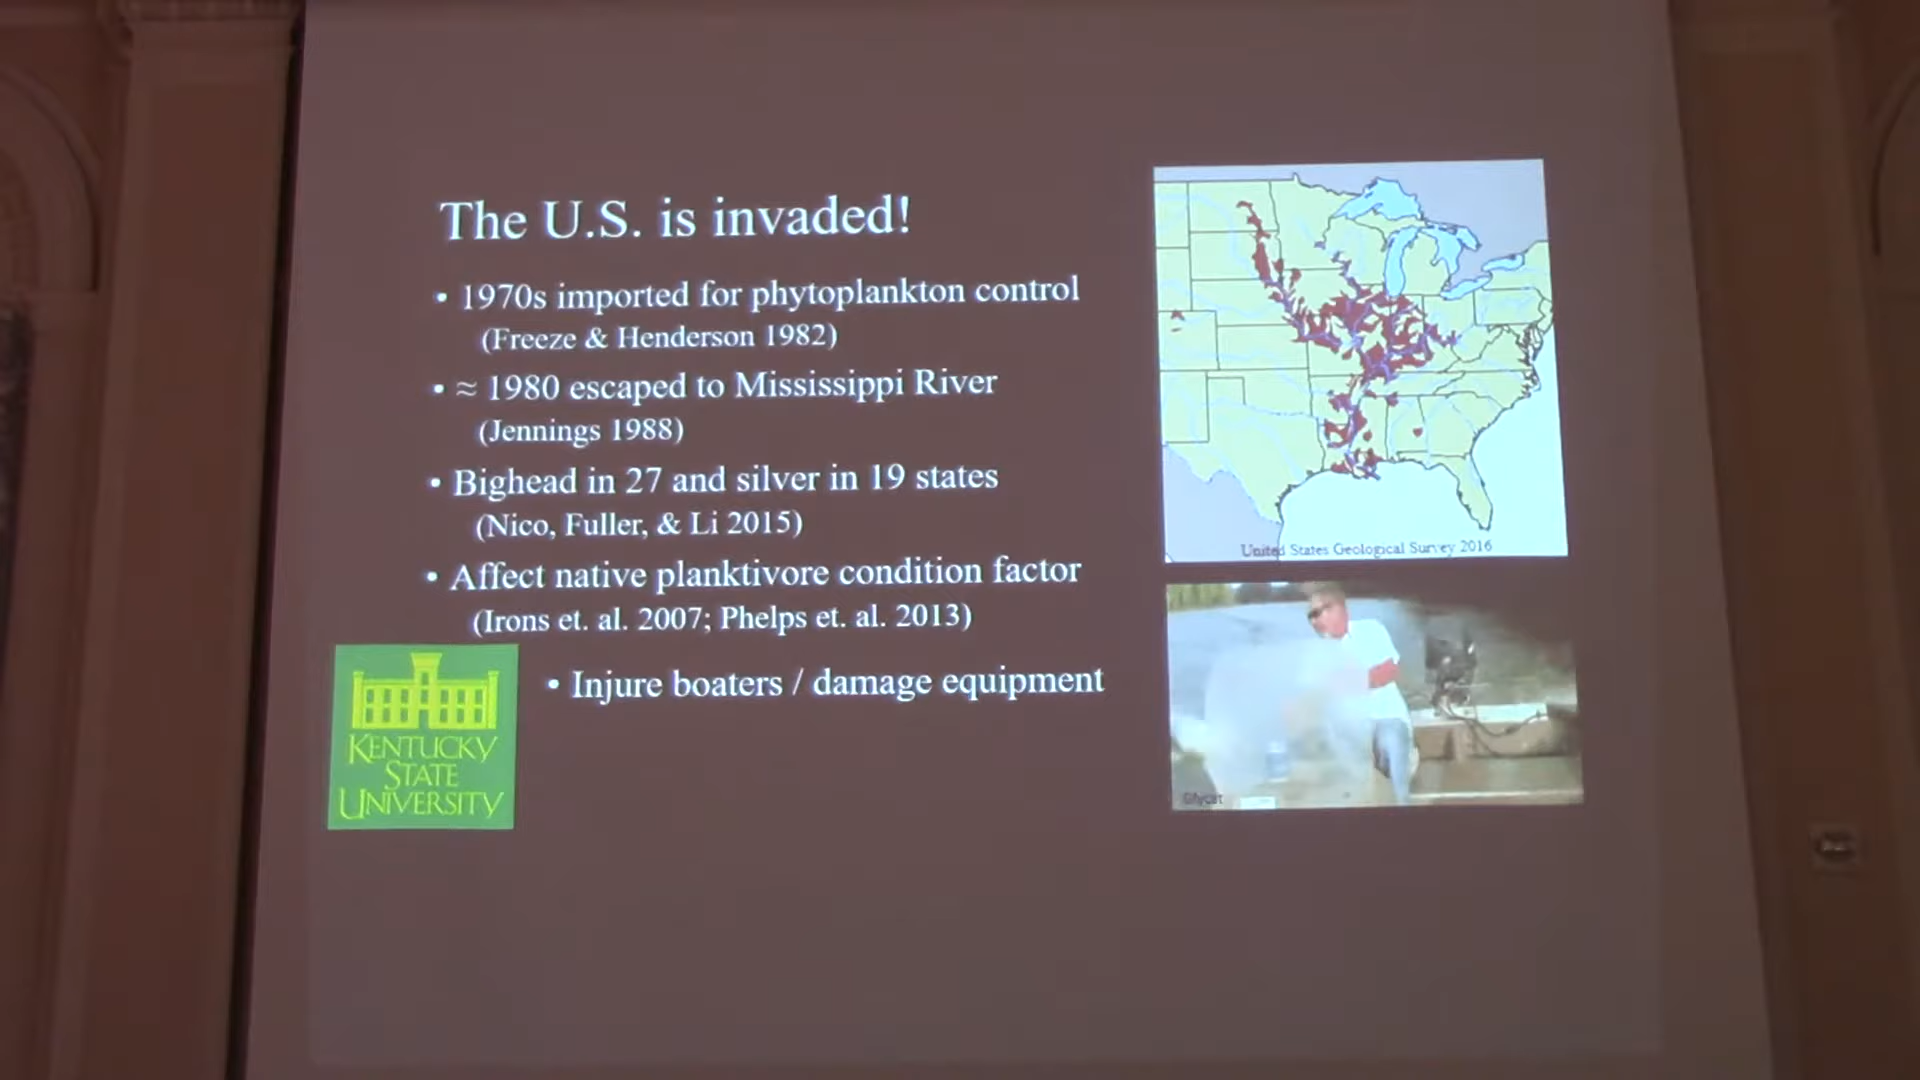 The U.S. is invaded!
• 1970s imported for phytoplankton control
(Freeze & Henderson 1982)
• ≈ 1980 escaped to Mississippi River
(Jennings 1988)
• Bighead in 27 and silver in 19 states
(Nico, Fuller, & Li 2015)
• Affect native planktivore condition factor
(Irons et. al. 2007; Phelps et. al. 2013)
• Injure boaters / damage equipment
KENTUCKY
STATE
UNIVERSITY
United States Geological Survey 2016